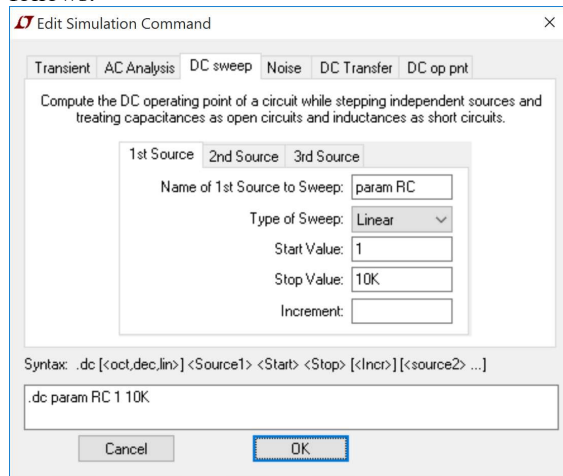 Edit Simulation Command
Transient AC Analysis DC sweep Noise DC Transfer DC op pnt
Compute the DC operating point of a circuit while stepping independent sources and
treating capacitances as open circuits and inductances as short circuits.
1st Source 2nd Source 3rd Source
Name of 1st Source to Sweep: param RC
Type of Sweep: Linear
Start Value: 1
Stop Value: 10K
Increment:
Syntax: .dc [<oct,dec,lin>] <Source1> <Start> <Stop> [<Incr>] [<source2> ...]
.dc param RC 1 10K
Cancel OK